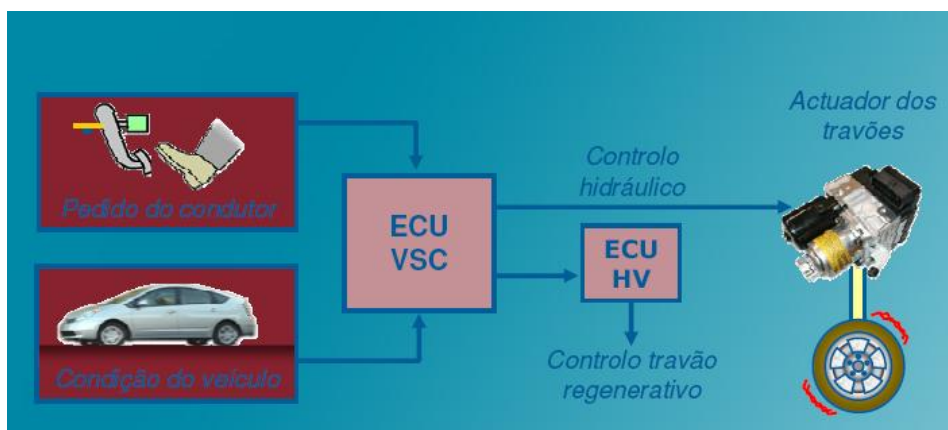 Pedido do condutor
Condição do veículo
ECU
VSC
Controlo
hidráulico
ECU
HV
Controlo travão
regenerativo
Actuador dos
travões